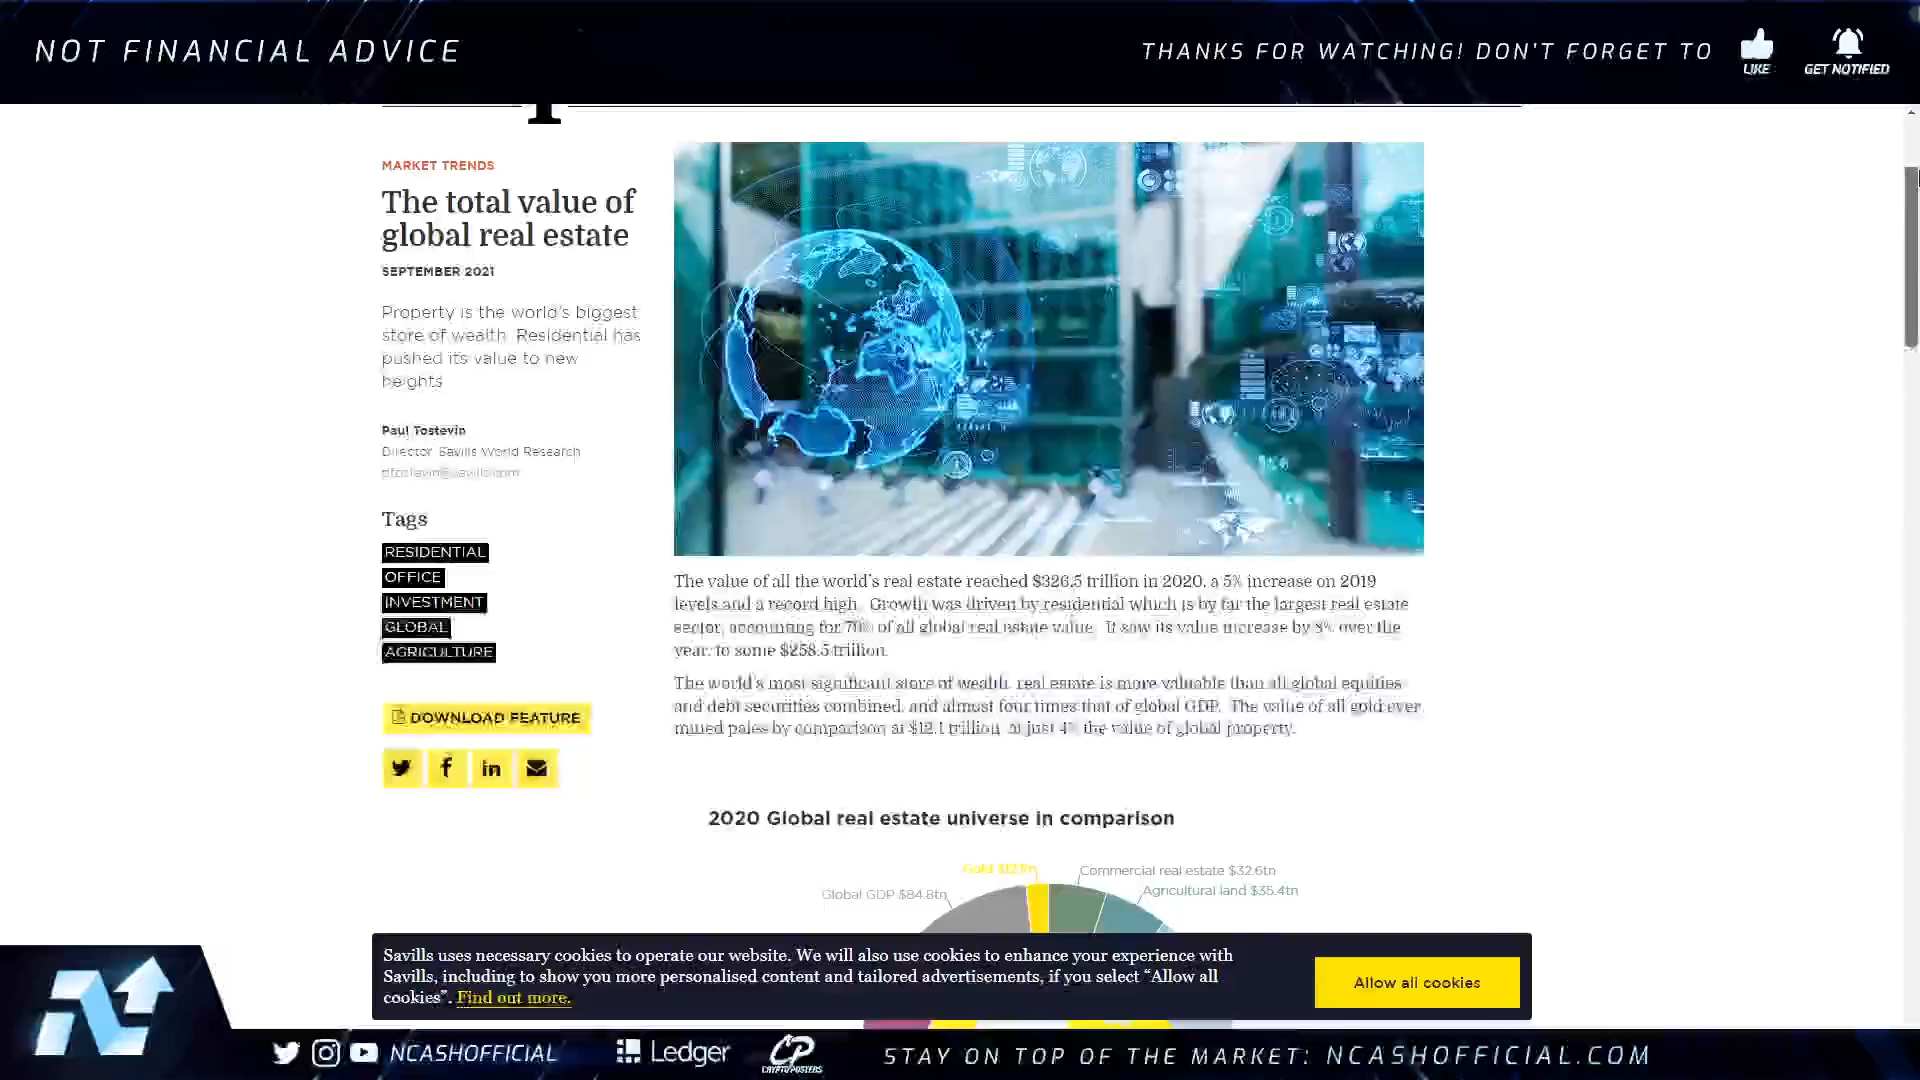 NOT FINANCIAL ADVICE
THANKS FOR WATCHING! DON'T FORGET TO
LIKE
GET NOTIFIED
MARKET TRENDS
The total value of
global real estate
SEPTEMBER 2021
Property is the world's biggest
store of wealth. Residential has
pushed its value to new
heights
Paul Tostevin
Director, Savills World Research
Tags
RESIDENTIAL
OFFICE
INVESTMENT
GLOBAL
AGRICULTURE
DOWNLOAD FEATURE
The value of all the world's real estate reached $326.5 trillion in 2020, a 5% increase on 2019
levels and a record high. Growth was driven by residential which is by far the largest real estate
sector, accounting for of all global real estate value. It saw its value increase by 8% over the
year, to some $258.5 trillion.
The world's most significant store of wealth, real estate is more valuable than all global equities
and debt securities combined, and almost four times that of global GDP. The value of all gold ever
mined pales by comparison at $12.1 trillion, at just 4% the value of global property.
2020 Global real estate universe in comparison
Gold $12.1tn
Commercial real estate $32.6tn
Global GDP $84.8tn
Agricultural land $35.4tn
Savills uses necessary cookies to operate our website. We will also use cookies to enhance your experience with
Savills, including to show you more personalised content and tailored advertisements, if you select “Allow all
cookies”. Find out more.
Allow all cookies
NCASHOFFICIAL
Ledger
CP
CRYPTOPOSTERS
STAY ON TOP OF THE MARKET: NCASHOFFICIAL.COM